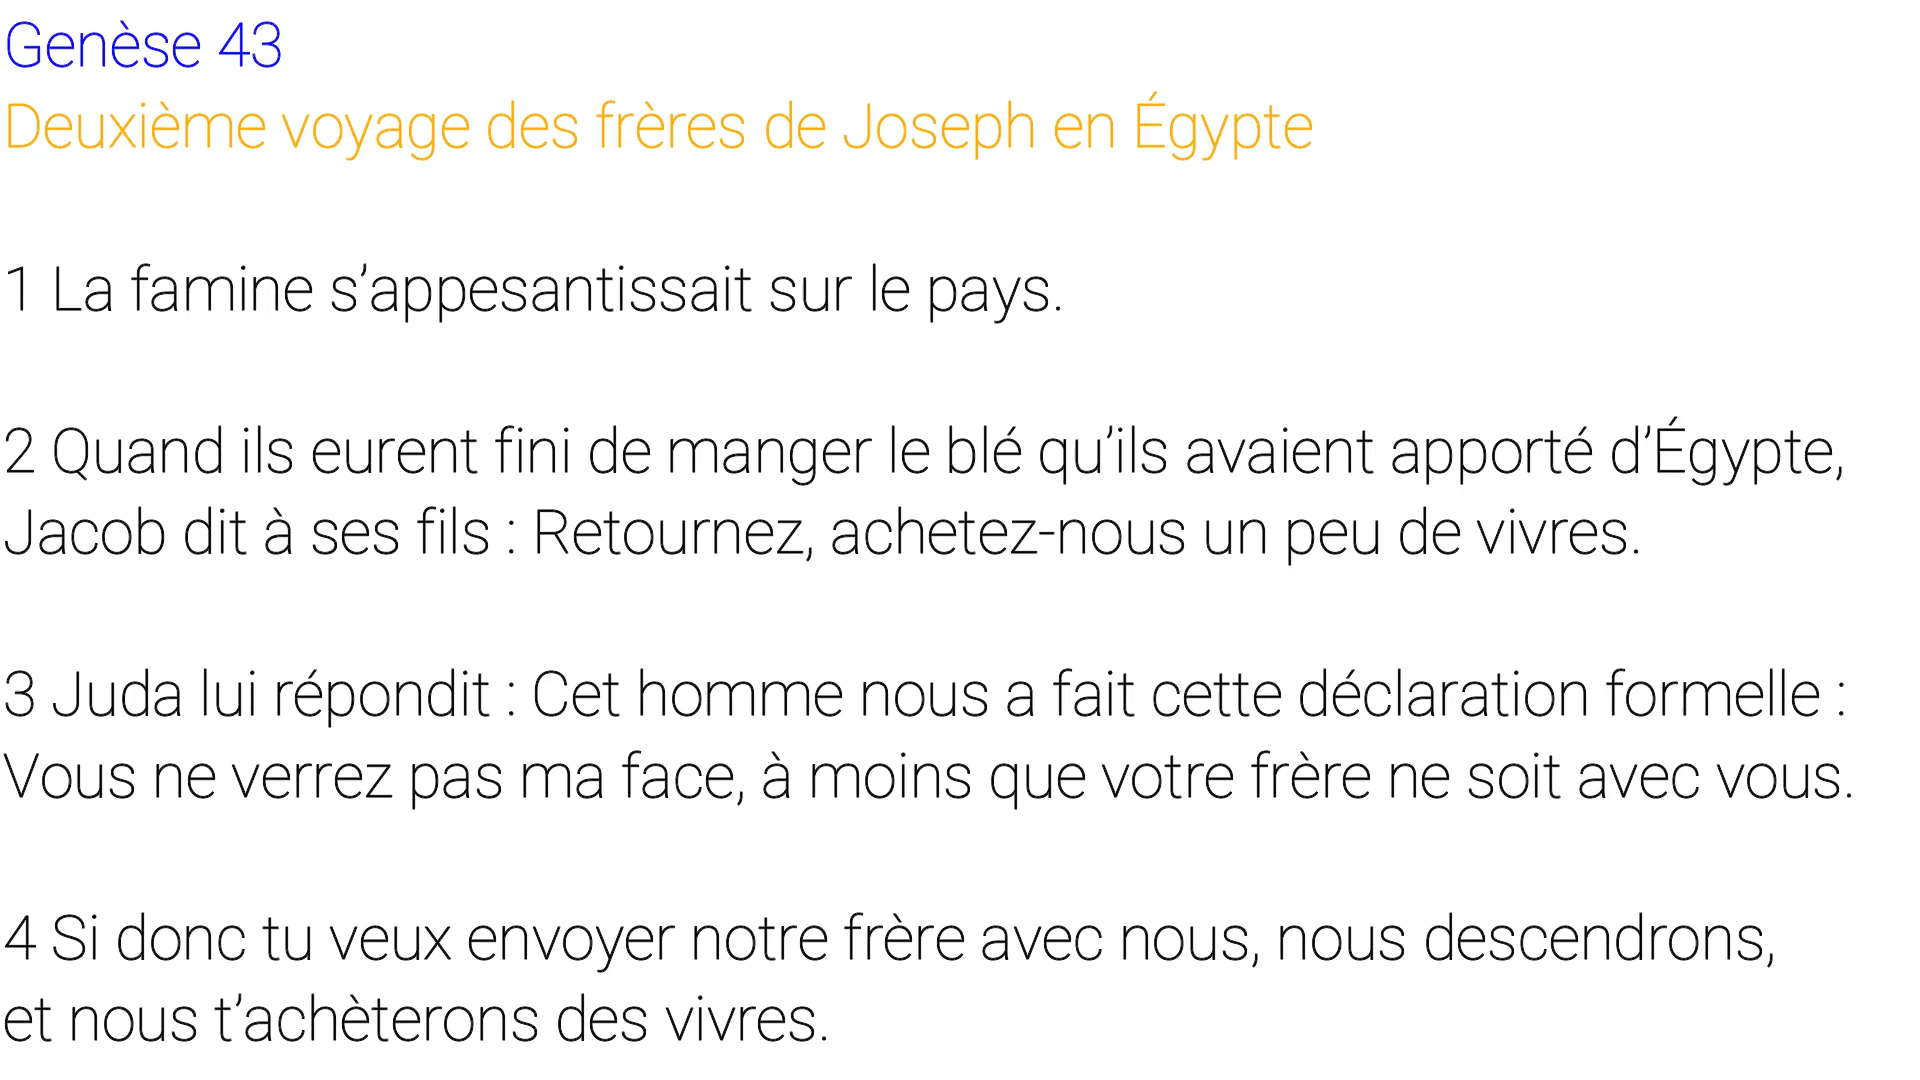 Genèse 43
Deuxième voyage des frères de Joseph en Égypte
1 La famine s’appesantissait sur le pays.
2 Quand ils eurent fini de manger le blé qu’ils avaient apporté d’Égypte,
Jacob dit à ses fils : Retournez, achetez-nous un peu de vivres.
3 Juda lui répondit : Cet homme nous a fait cette déclaration formelle :
Vous ne verrez pas ma face, à moins que votre frère ne soit avec vous.
4 Si donc tu veux envoyer notre frère avec nous, nous descendrons,
et nous t’achèterons des vivres.